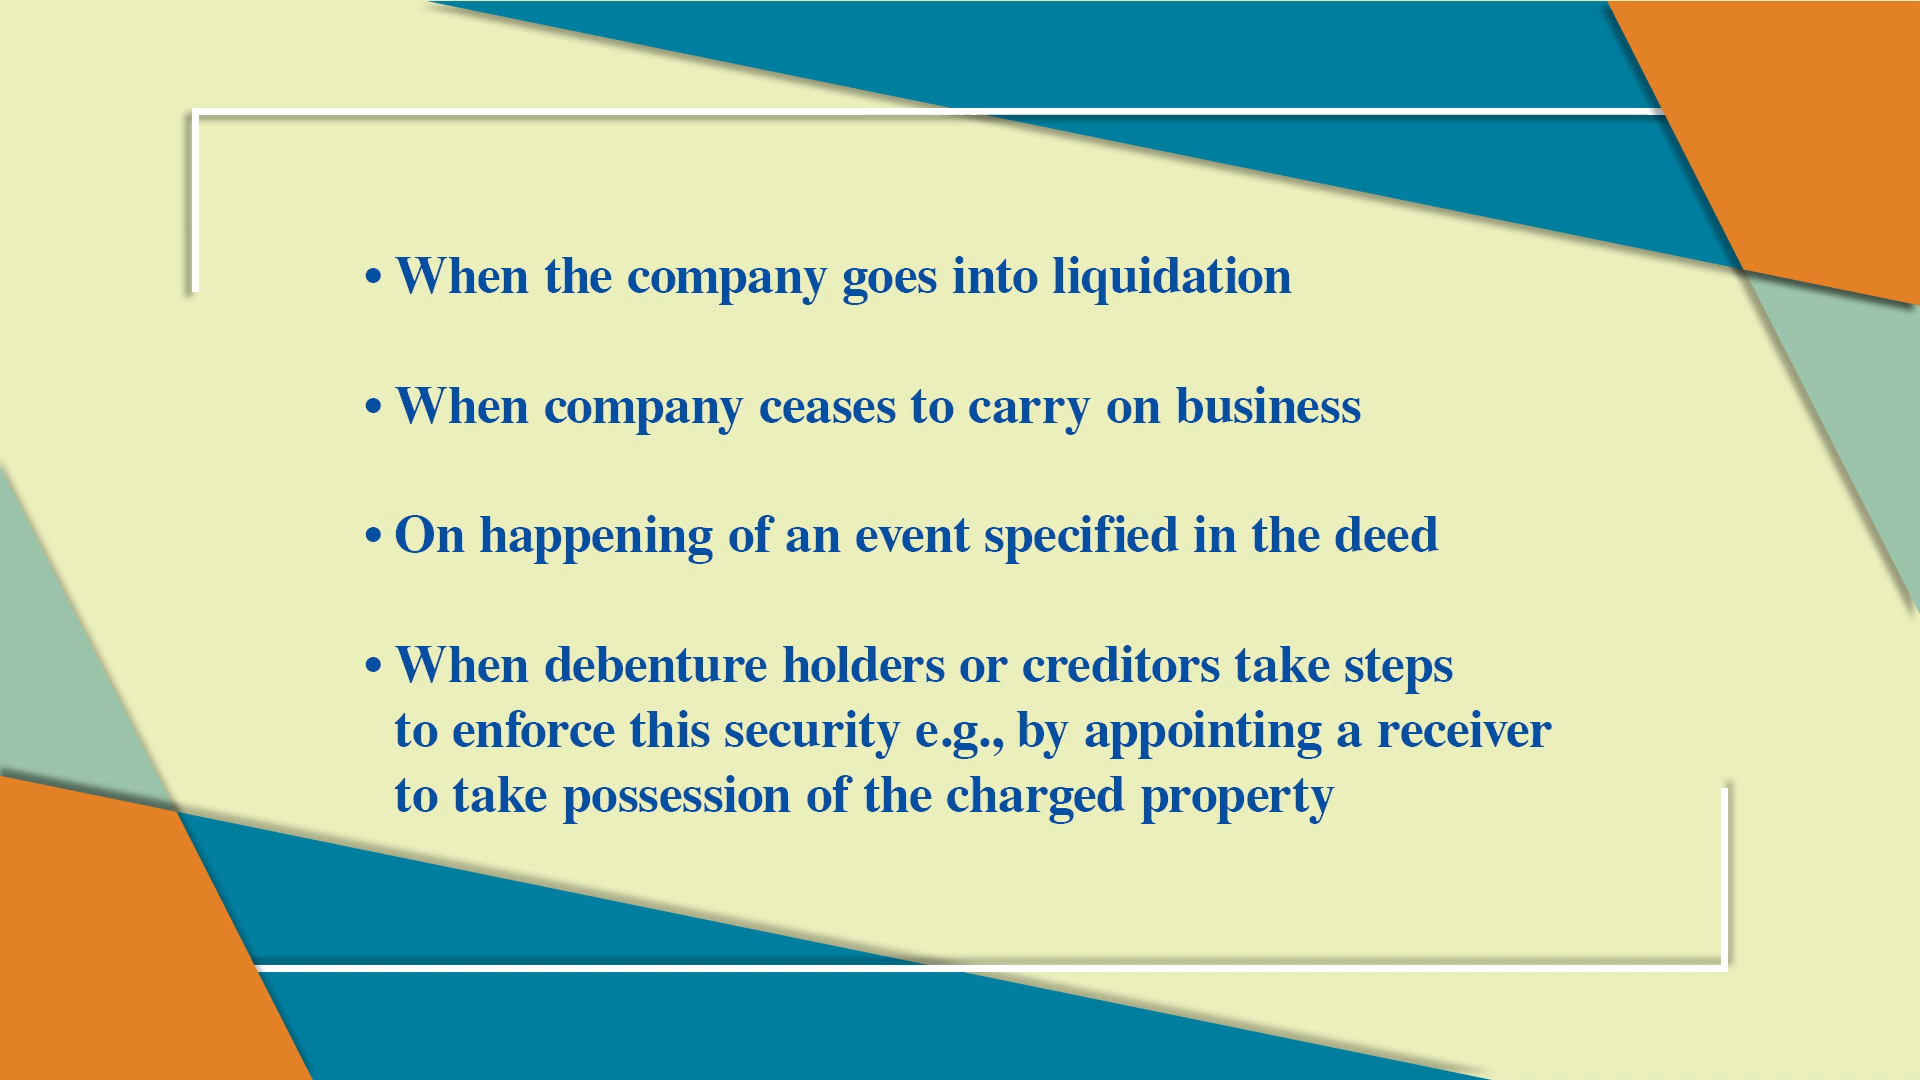 • When the company goes into liquidation
• When company ceases to carry on business
• On happening of an event specified in the deed
• When debenture holders or creditors take steps
to enforce this security e.g., by appointing a receiver
to take possession of the charged property